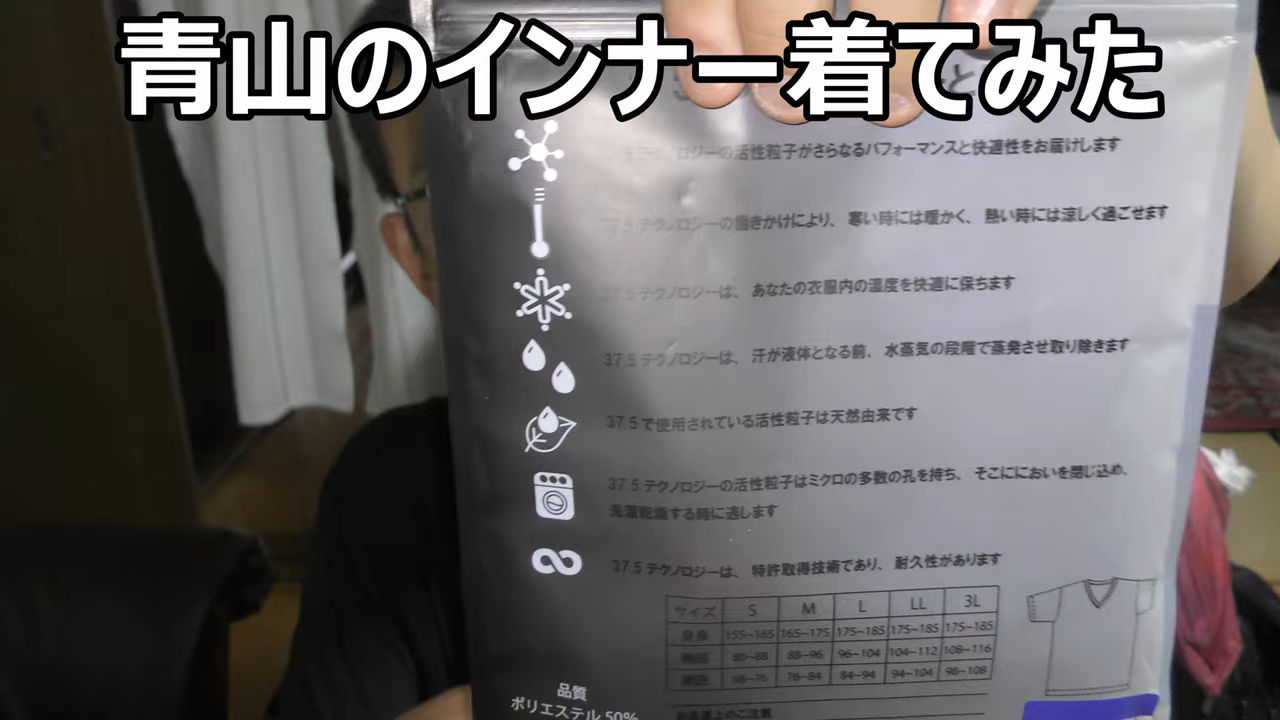 青山のインナー着てみた
と
ロジーの活性粒子がさらなるパフォーマンスと快適性をお届けします
37.5 テクノロジーの働きかけにより、寒い時には暖かく、熱い時には涼しく過ごせます
37.5 テクノロジーは、あなたの衣服内の温度を快適に保ちます
37.5 テクノロジーは、汗が液体となる前、水蒸気の段階で蒸発させ取り除きます
37.5 で使用されている活性粒子は天然由来です
37.5 テクノロジーの活性粒子はミクロの多数の孔を持ち、そこににおいを閉じ込め、
洗濯乾燥する時に逃します
37.5 テクノロジーは、特許取得技術であり、耐久性があります
サイズ S M L LL 3L
身長 155~165 165~175 175~185 175~185 175~185
胸囲 80~88 88~96 96~104 104~112 108~116
腰囲 68~76 76~84 84~94 94~104 98~108
品質
ポリエステル 50%
お洗濯上のご注意